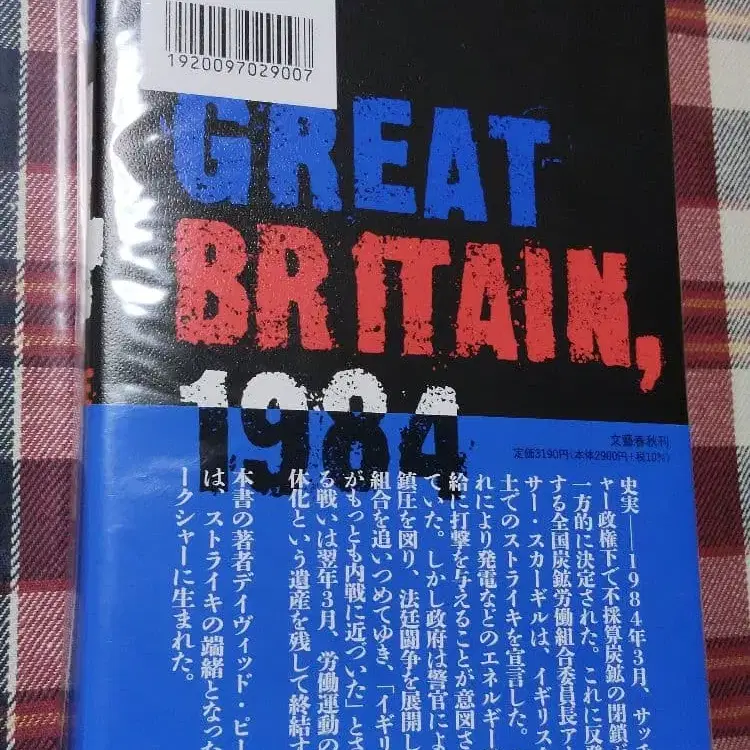 1920097029007
GREAT
BRITAIN,
1984
文藝春秋刊
定価3190円(本体2900円+税10%)
史実――1984年3月、サッ
ャー政権下で不採算炭鉱の閉鎖
一方的に決定された。これに反
する全国炭鉱労働組合委員長ア
サー・スカーギルは、イギリス
土でのストライキを宣言した。
れにより発電などのエネルギー
給に打撃を与えることが意図さ
ていた。しかし政府は警官によ
鎮圧を図り、法廷闘争を展開し
組合を追いつめてゆき、「イギリ
がもっとも内戦に近づいた」とさ
る戦いは翌年3月、労働運動の
体化という遺産を残して終結す
本書の著者デイヴィッド・ピー
は、ストライキの端緒となった
ークシャーに生まれた。